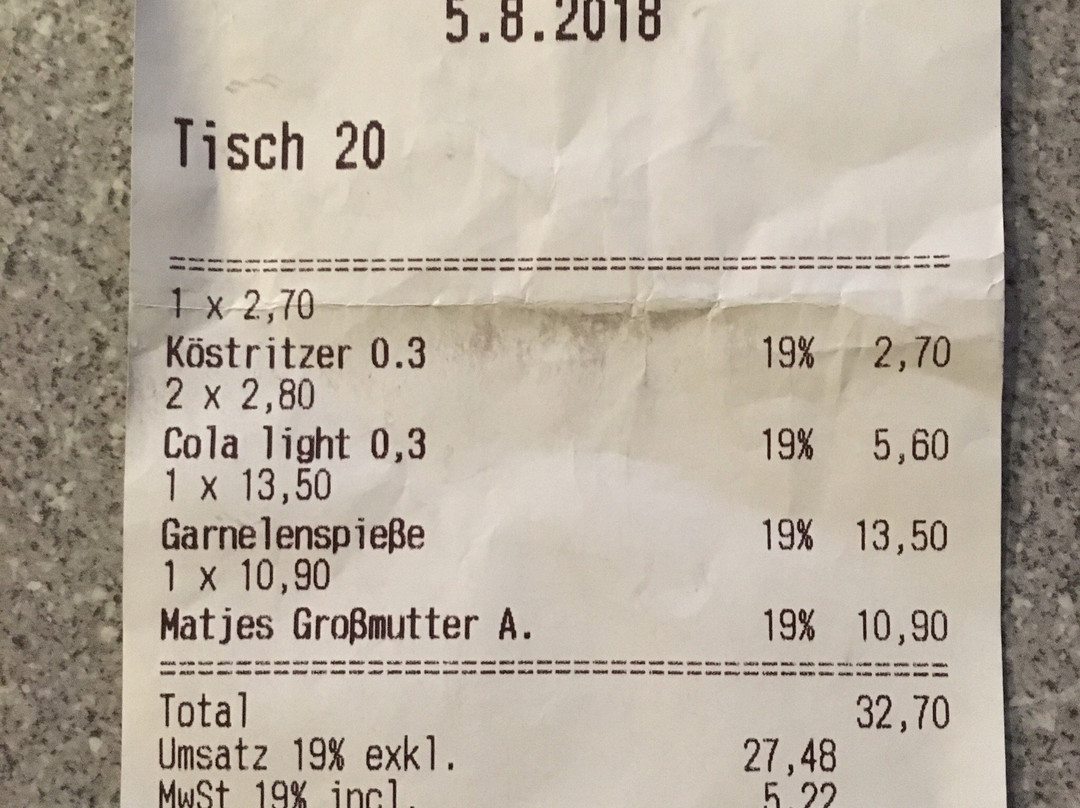 5.8.2018
Tisch 20
===========================================
1 x 2,70
Köstritzer 0.3 19% 2,70
2 x 2,80
Cola light 0,3 19% 5,60
1 x 13,50
Garnelenspieße 19% 13,50
1 x 10,90
Matjes Großmutter A. 19% 10,90
===========================================
Total 32,70
Umsatz 19% exkl. 27,48
MwSt 19% incl. 5,22